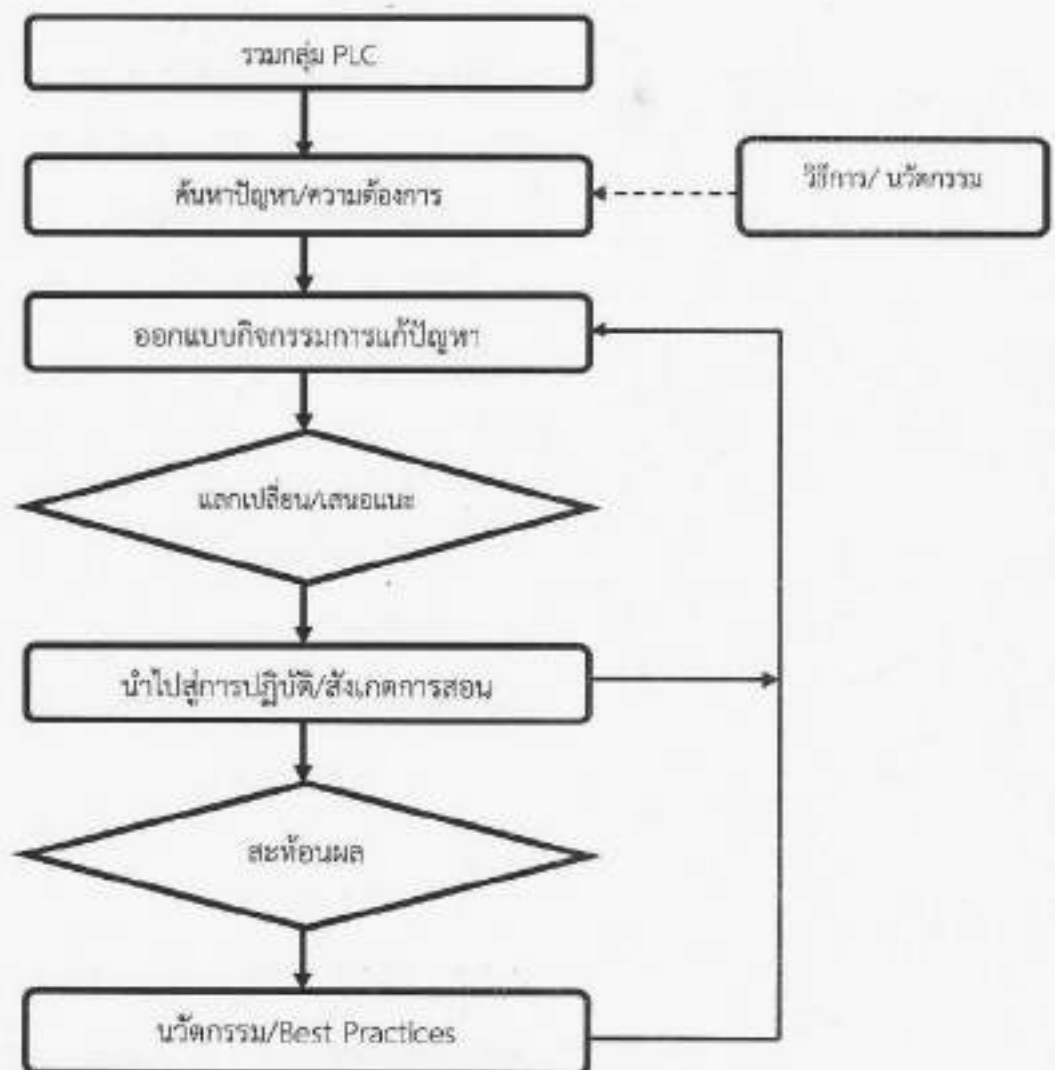 รวมกลุ่ม PLC
ค้นหาปัญหา/ความต้องการ
วิธีการ/ นวัตกรรม
ออกแบบกิจกรรมการแก้ปัญหา
แลกเปลี่ยน/เสนอแนะ
นำไปสู่การปฏิบัติ/สังเกตการสอน
สะท้อนผล
นวัตกรรม/Best Practices